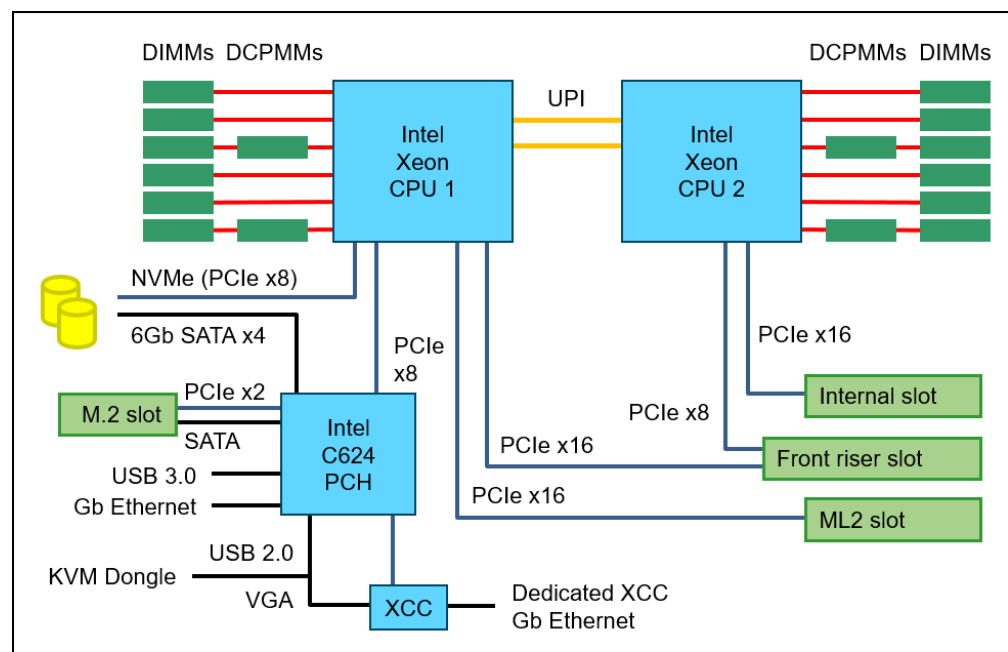 DIMMs DCPMMs
DCPMMs DIMMs
UPI
Intel
Xeon
CPU 1
Intel
Xeon
CPU 2
NVMe (PCIe x8)
6Gb SATA x4
PCIe
x8
PCIe x16
PCIe x2
M.2 slot
SATA
Intel
C624
PCH
PCIe x8
Internal slot
PCIe x16
Front riser slot
USB 3.0
PCIe x16
Gb Ethernet
ML2 slot
USB 2.0
KVM Dongle
VGA
XCC
Dedicated XCC
Gb Ethernet